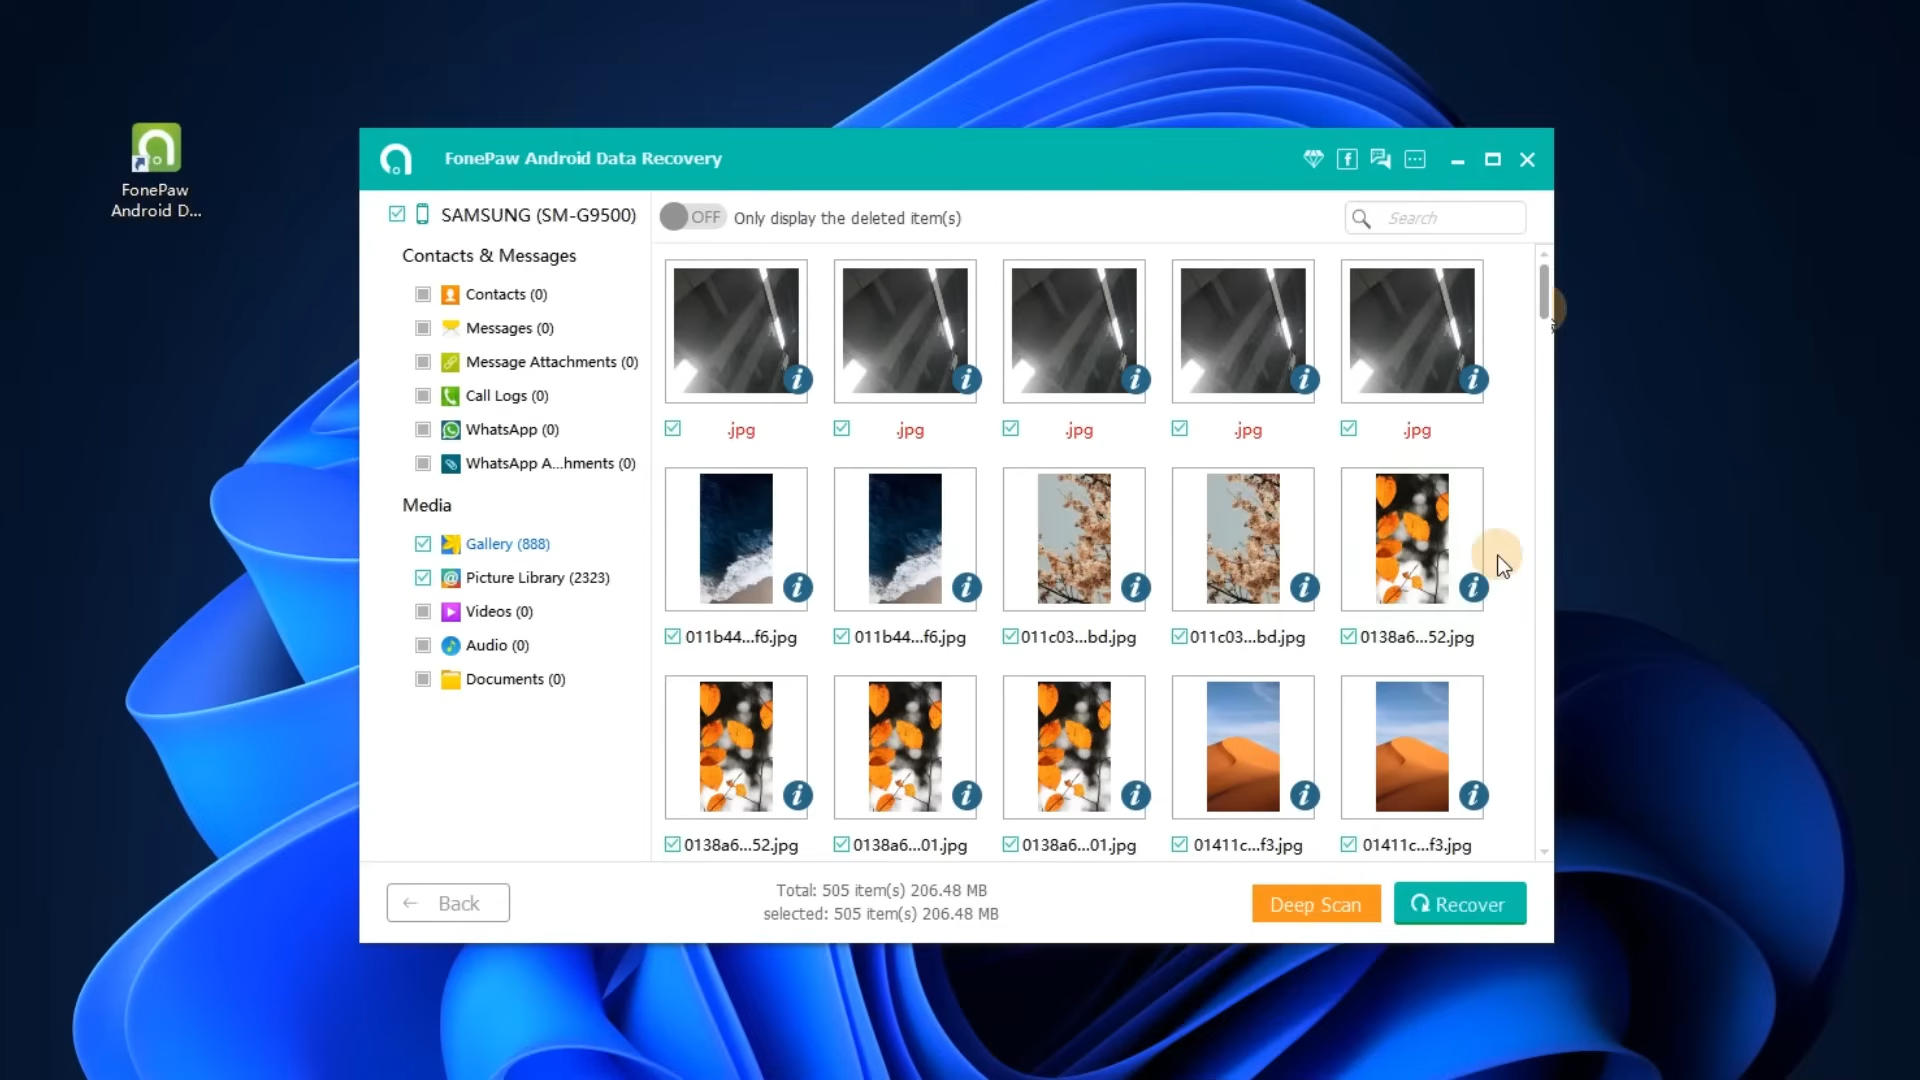 FonePaw
Android D...
FonePaw Android Data Recovery
SAMSUNG (SM-G9500)
OFF
Only display the deleted item(s)
Search
Contacts & Messages
Contacts (0)
Messages (0)
Message Attachments (0)
Call Logs (0)
WhatsApp (0)
WhatsApp A...hments (0)
Media
Gallery (888)
Picture Library (2323)
Videos (0)
Audio (0)
Documents (0)
.jpg .jpg .jpg .jpg .jpg
011b44...f6.jpg 011b44...f6.jpg 011c03...bd.jpg 011c03...bd.jpg 0138a6...52.jpg
0138a6...52.jpg 0138a6...01.jpg 0138a6...01.jpg 01411c...f3.jpg 01411c...f3.jpg
Back
Total: 505 item(s) 206.48 MB
selected: 505 item(s) 206.48 MB
Deep Scan
Recover